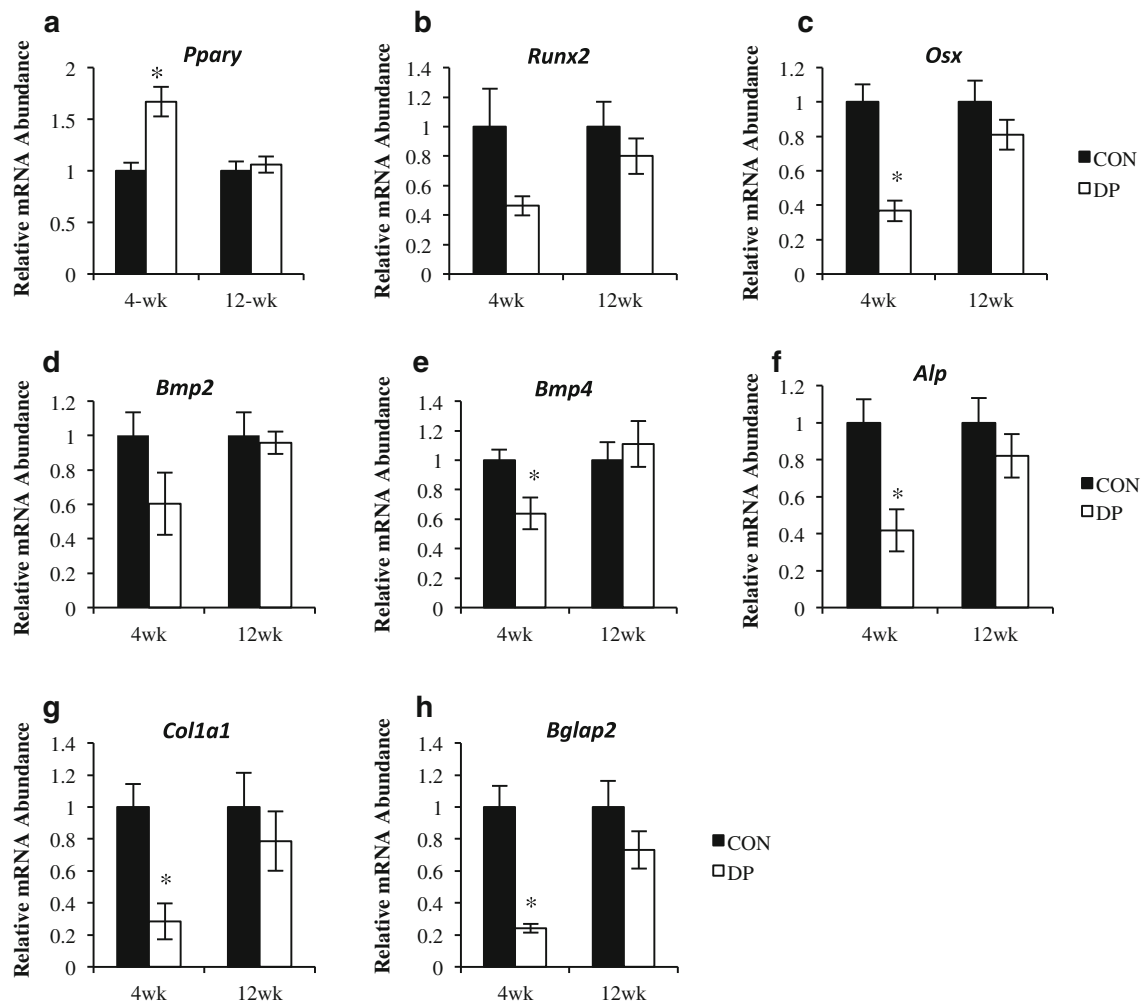 a
Pparγ
Relative mRNA Abundance
2
1.5
1
0.5
0
*
4-wk 12-wk
b
Runx2
Relative mRNA Abundance
1.4
1.2
1
0.8
0.6
0.4
0.2
0
4wk 12wk
c
Osx
Relative mRNA Abundance
1.2
1
0.8
0.6
0.4
0.2
0
*
4wk 12wk
CON
DP
d
Bmp2
Relative mRNA Abundance
1.2
1
0.8
0.6
0.4
0.2
0
4wk 12wk
e
Bmp4
Relative mRNA Abundance
1.4
1.2
1
0.8
0.6
0.4
0.2
0
*
4wk 12wk
f
Alp
Relative mRNA Abundance
1.2
1
0.8
0.6
0.4
0.2
0
*
4wk 12wk
CON
DP
g
Col1a1
Relative mRNA Abundance
1.4
1.2
1
0.8
0.6
0.4
0.2
0
*
4wk 12wk
h
Bglap2
Relative mRNA Abundance
1.4
1.2
1
0.8
0.6
0.4
0.2
0
*
4wk 12wk
CON
DP